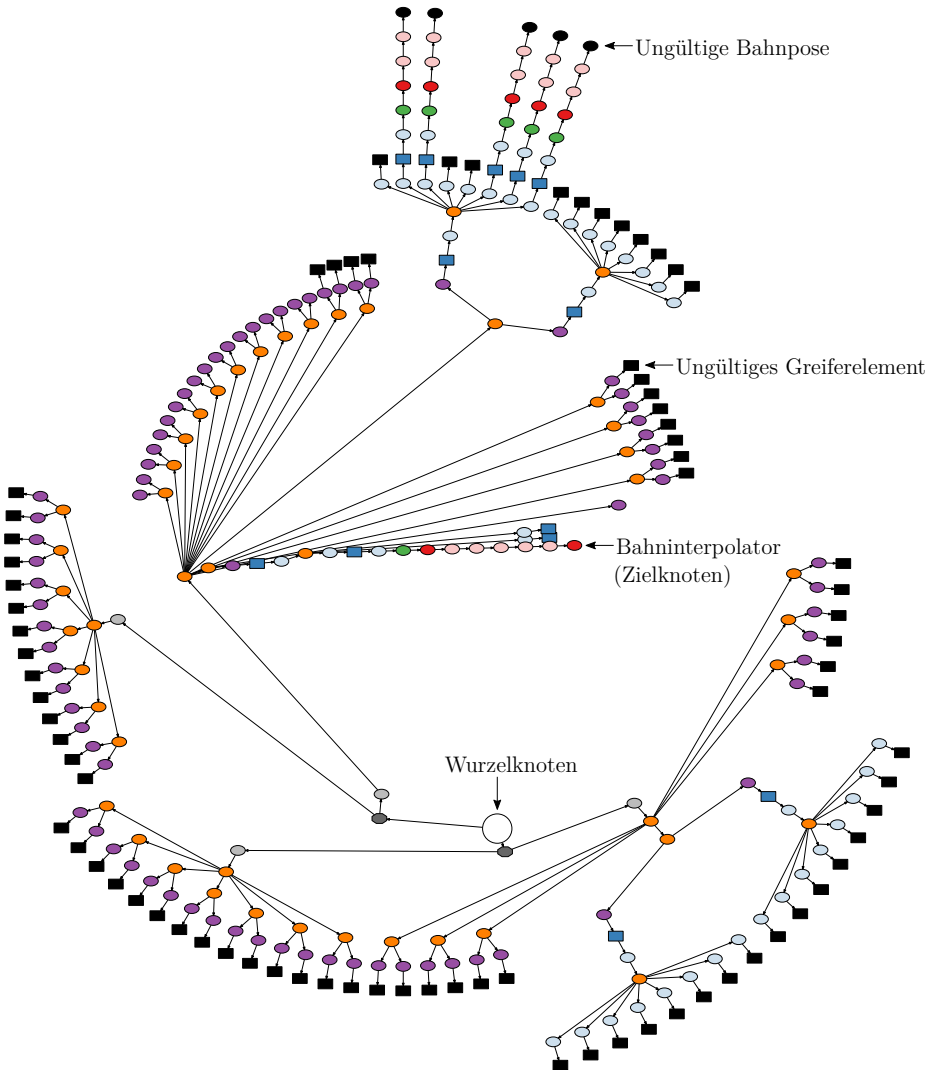 Ungültige Bahnpose
Ungültiges Greiferelement
Bahninterpolator
(Zielknoten)
Wurzelknoten